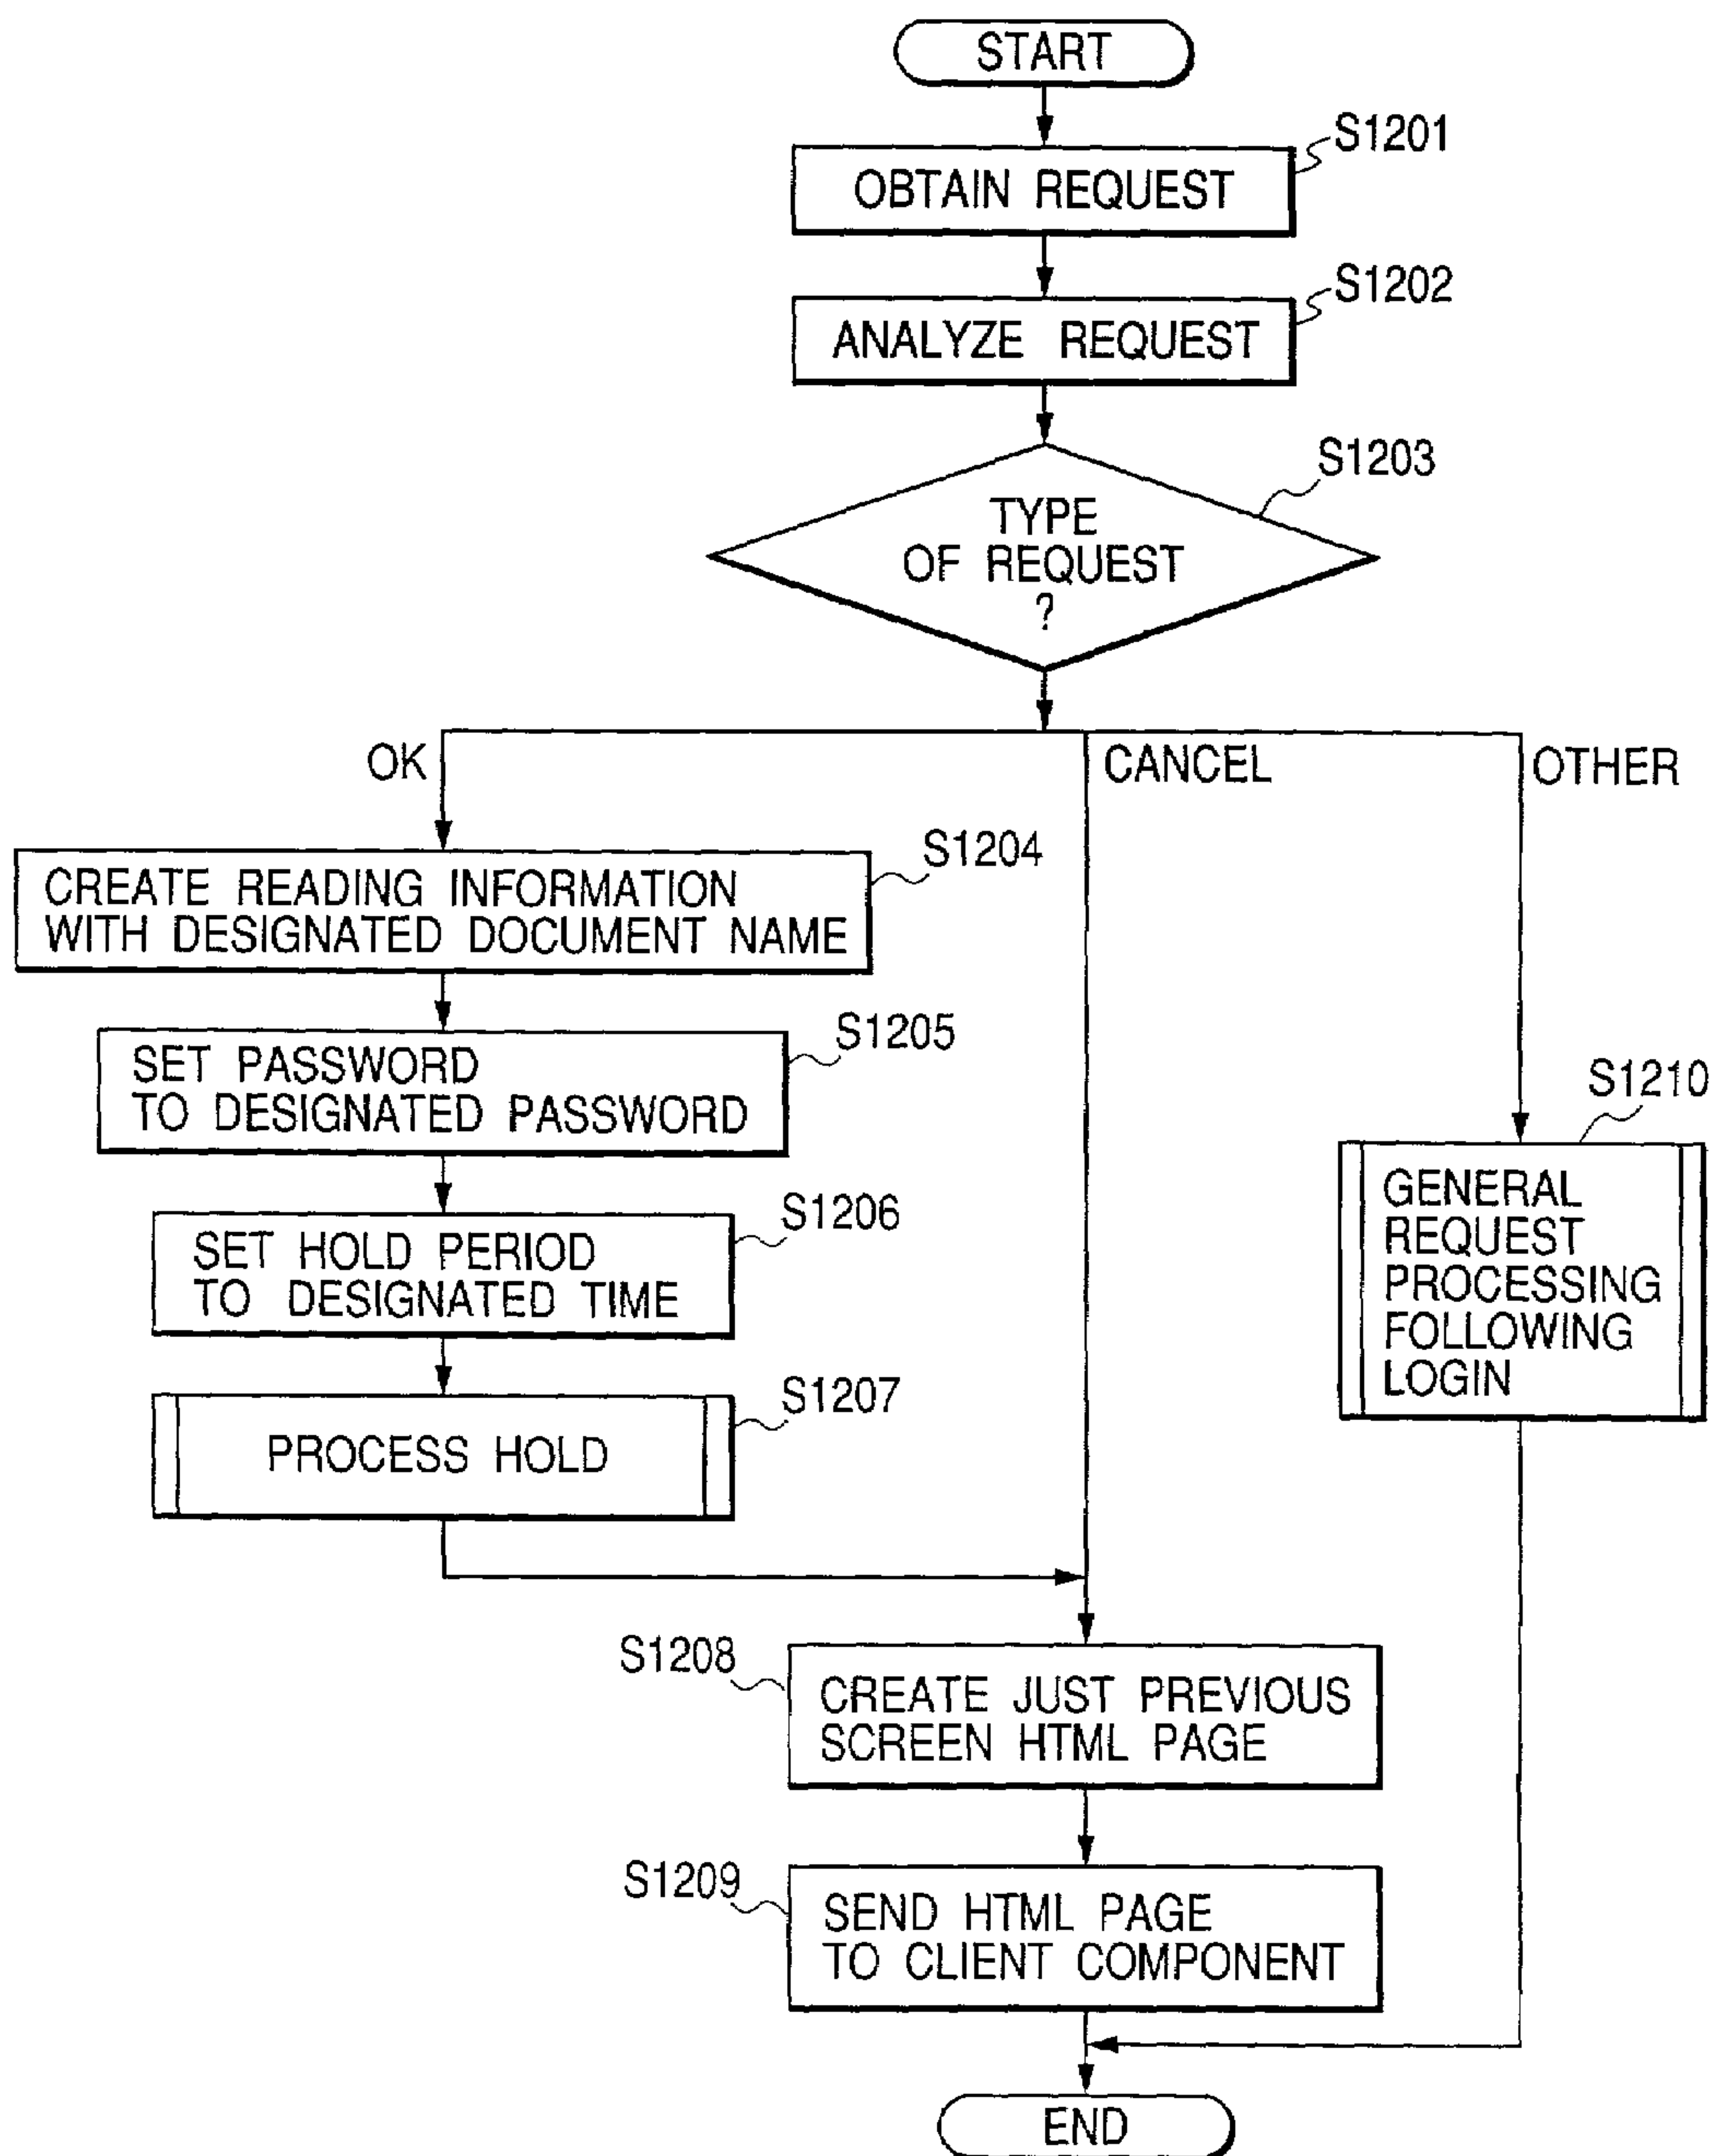 START
S1201
OBTAIN REQUEST
S1202
ANALYZE REQUEST
S1203
TYPE
OF REQUEST
?
OK
CANCEL
OTHER
S1204
CREATE READING INFORMATION
WITH DESIGNATED DOCUMENT NAME
S1205
SET PASSWORD
TO DESIGNATED PASSWORD
S1206
SET HOLD PERIOD
TO DESIGNATED TIME
S1207
PROCESS HOLD
S1210
GENERAL
REQUEST
PROCESSING
FOLLOWING
LOGIN
S1208
CREATE JUST PREVIOUS
SCREEN HTML PAGE
S1209
SEND HTML PAGE
TO CLIENT COMPONENT
END